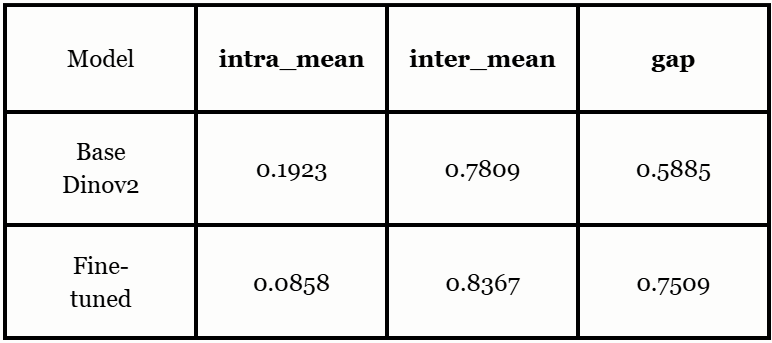 Model intra_mean inter_mean gap
Base
Dinov2 0.1923 0.7809 0.5885
Fine-
tuned 0.0858 0.8367 0.7509